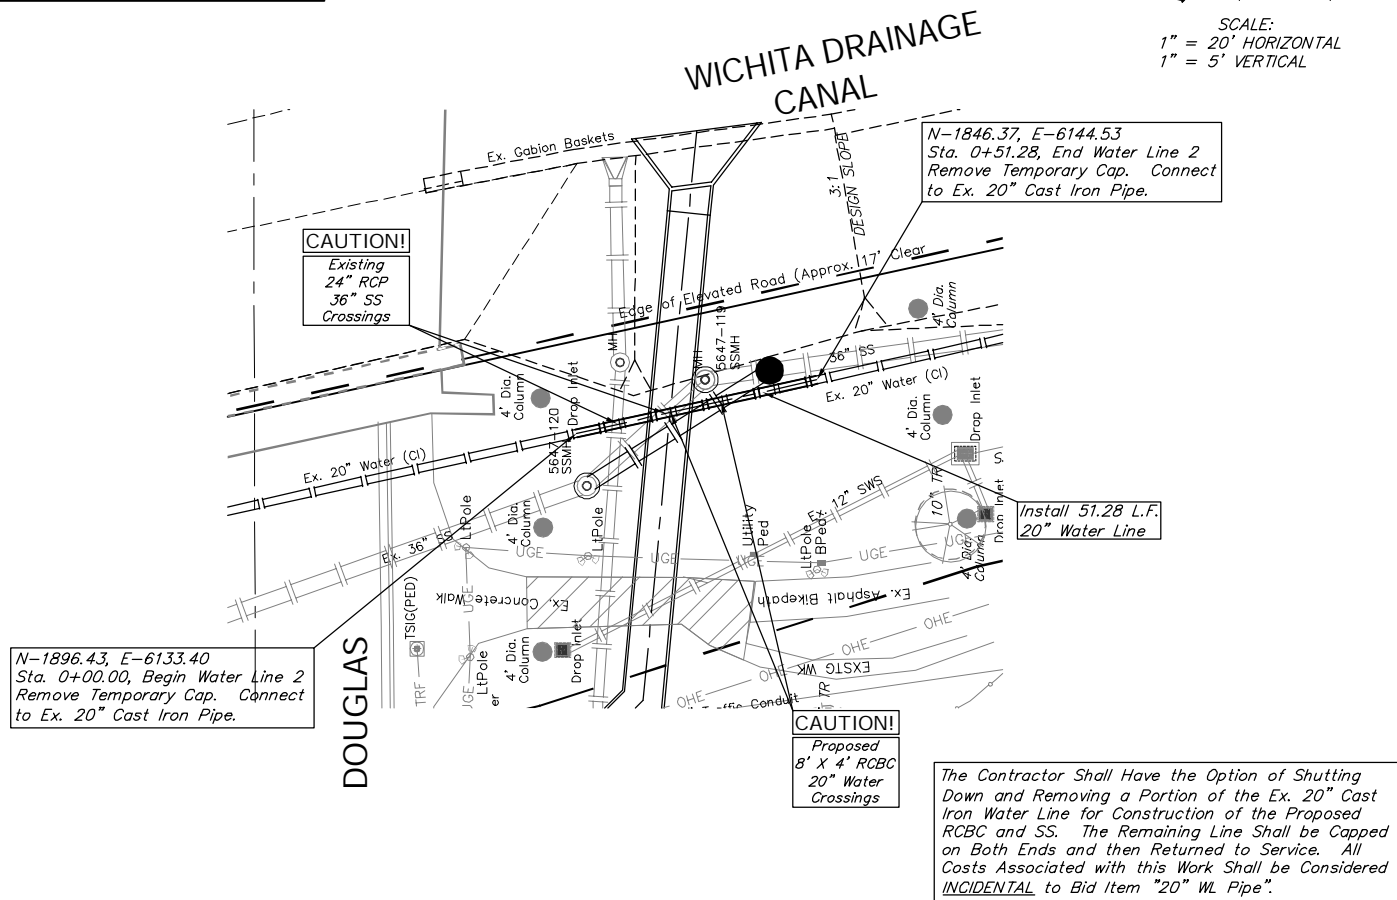 SCALE:
1" = 20' HORIZONTAL
1" = 5' VERTICAL
WICHITA DRAINAGE
CANAL
N-1846.37, E-6144.53
Sta. 0+51.28, End Water Line 2
Remove Temporary Cap. Connect
to Ex. 20" Cast Iron Pipe.
Ex. Gabion Baskets
3:1
DESIGN SLOPE
CAUTION!
Existing
24" RCP
36" SS
Crossings
Edge of Elevated Road (Approx. 17' Clear
4' Dia.
Column
MH
MH
5647-119
SSMH
36" SS
Ex. 20" Water (CI)
4' Dia.
Column
Drop Inlet
5647-120
SSMH
4' Dia.
Column
Drop Inlet
Ex. 20" Water (CI)
Ex. 36" SS
LtPole
4' Dia.
Column
LtPole
Utility
Ped
Ex. 12" SWS
LtPole
BPed
10" TR
S.
Drop Inlet
4' Dia.
Column
UGE
UGE
UGE
UGE
Install 51.28 L.F.
20" Water Line
TSIG(PED)
UGE
Ex. Concrete Walk
Ex. Asphalt Bikepath
OHE
OHE
OHE
EXSTG WK
TR
N-1896.43, E-6133.40
Sta. 0+00.00, Begin Water Line 2
Remove Temporary Cap. Connect
to Ex. 20" Cast Iron Pipe.
DOUGLAS
TRF
UGE
LtPole
er
4' Dia.
Column
Drop Inlet
Traffic Conduit
CAUTION!
Proposed
8' X 4' RCBC
20" Water
Crossings
The Contractor Shall Have the Option of Shutting
Down and Removing a Portion of the Ex. 20" Cast
Iron Water Line for Construction of the Proposed
RCBC and SS. The Remaining Line Shall be Capped
on Both Ends and then Returned to Service. All
Costs Associated with this Work Shall be Considered
INCIDENTAL to Bid Item "20" WL Pipe".